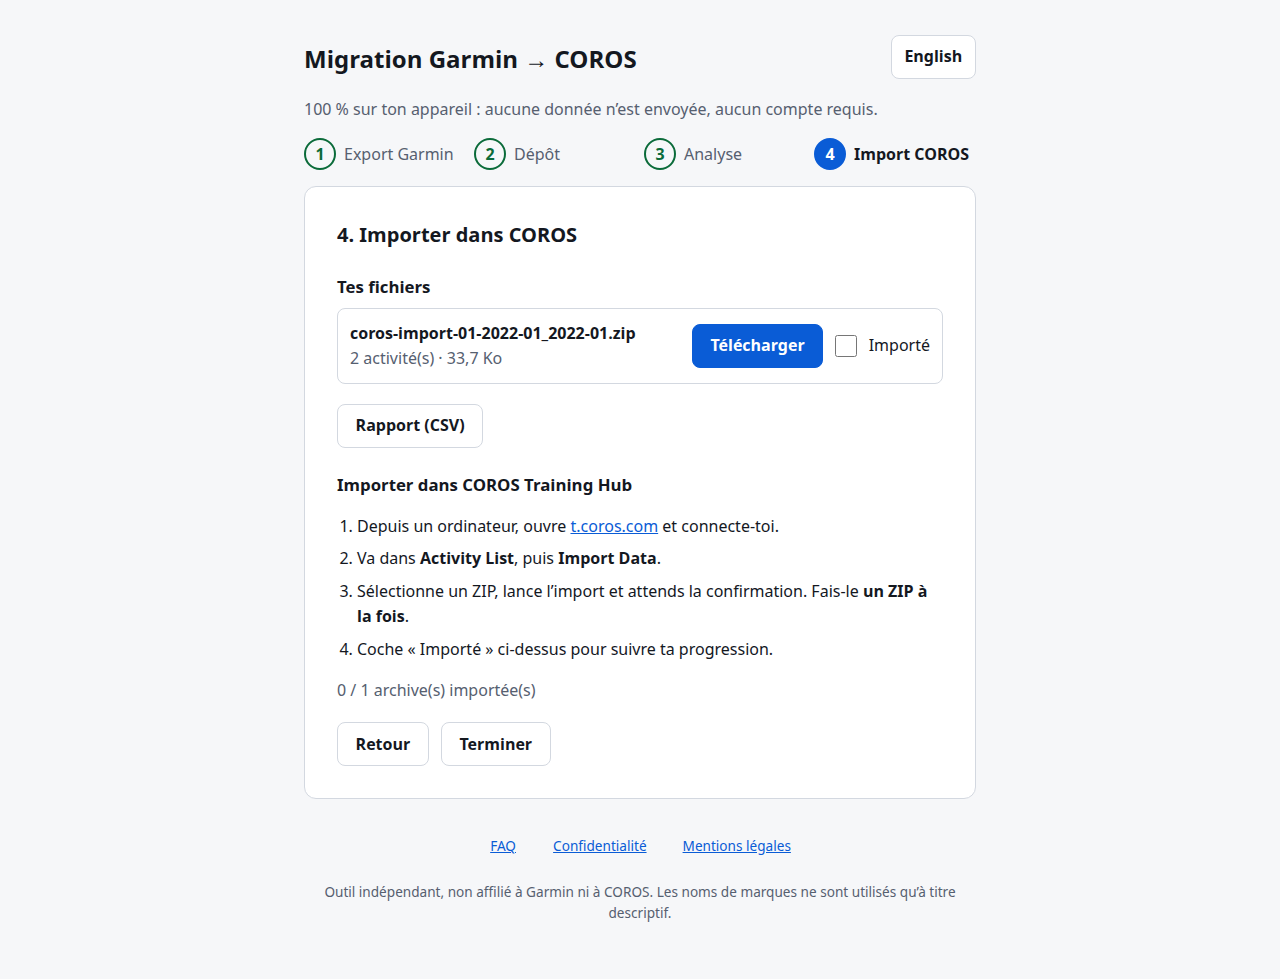 Migration Garmin → COROS
English
100 % sur ton appareil : aucune donnée n’est envoyée, aucun compte requis.
1 Export Garmin 2 Dépôt 3 Analyse 4 Import COROS
4. Importer dans COROS
Tes fichiers
coros-import-01-2022-01_2022-01.zip
2 activité(s) · 33,7 Ko
Télécharger
Importé
Rapport (CSV)
Importer dans COROS Training Hub
1. Depuis un ordinateur, ouvre t.coros.com et connecte-toi.
2. Va dans Activity List, puis Import Data.
3. Sélectionne un ZIP, lance l’import et attends la confirmation. Fais-le un ZIP à
la fois.
4. Coche « Importé » ci-dessus pour suivre ta progression.
0 / 1 archive(s) importée(s)
Retour Terminer
FAQ Confidentialité Mentions légales
Outil indépendant, non affilié à Garmin ni à COROS. Les noms de marques ne sont utilisés qu’à titre
descriptif.